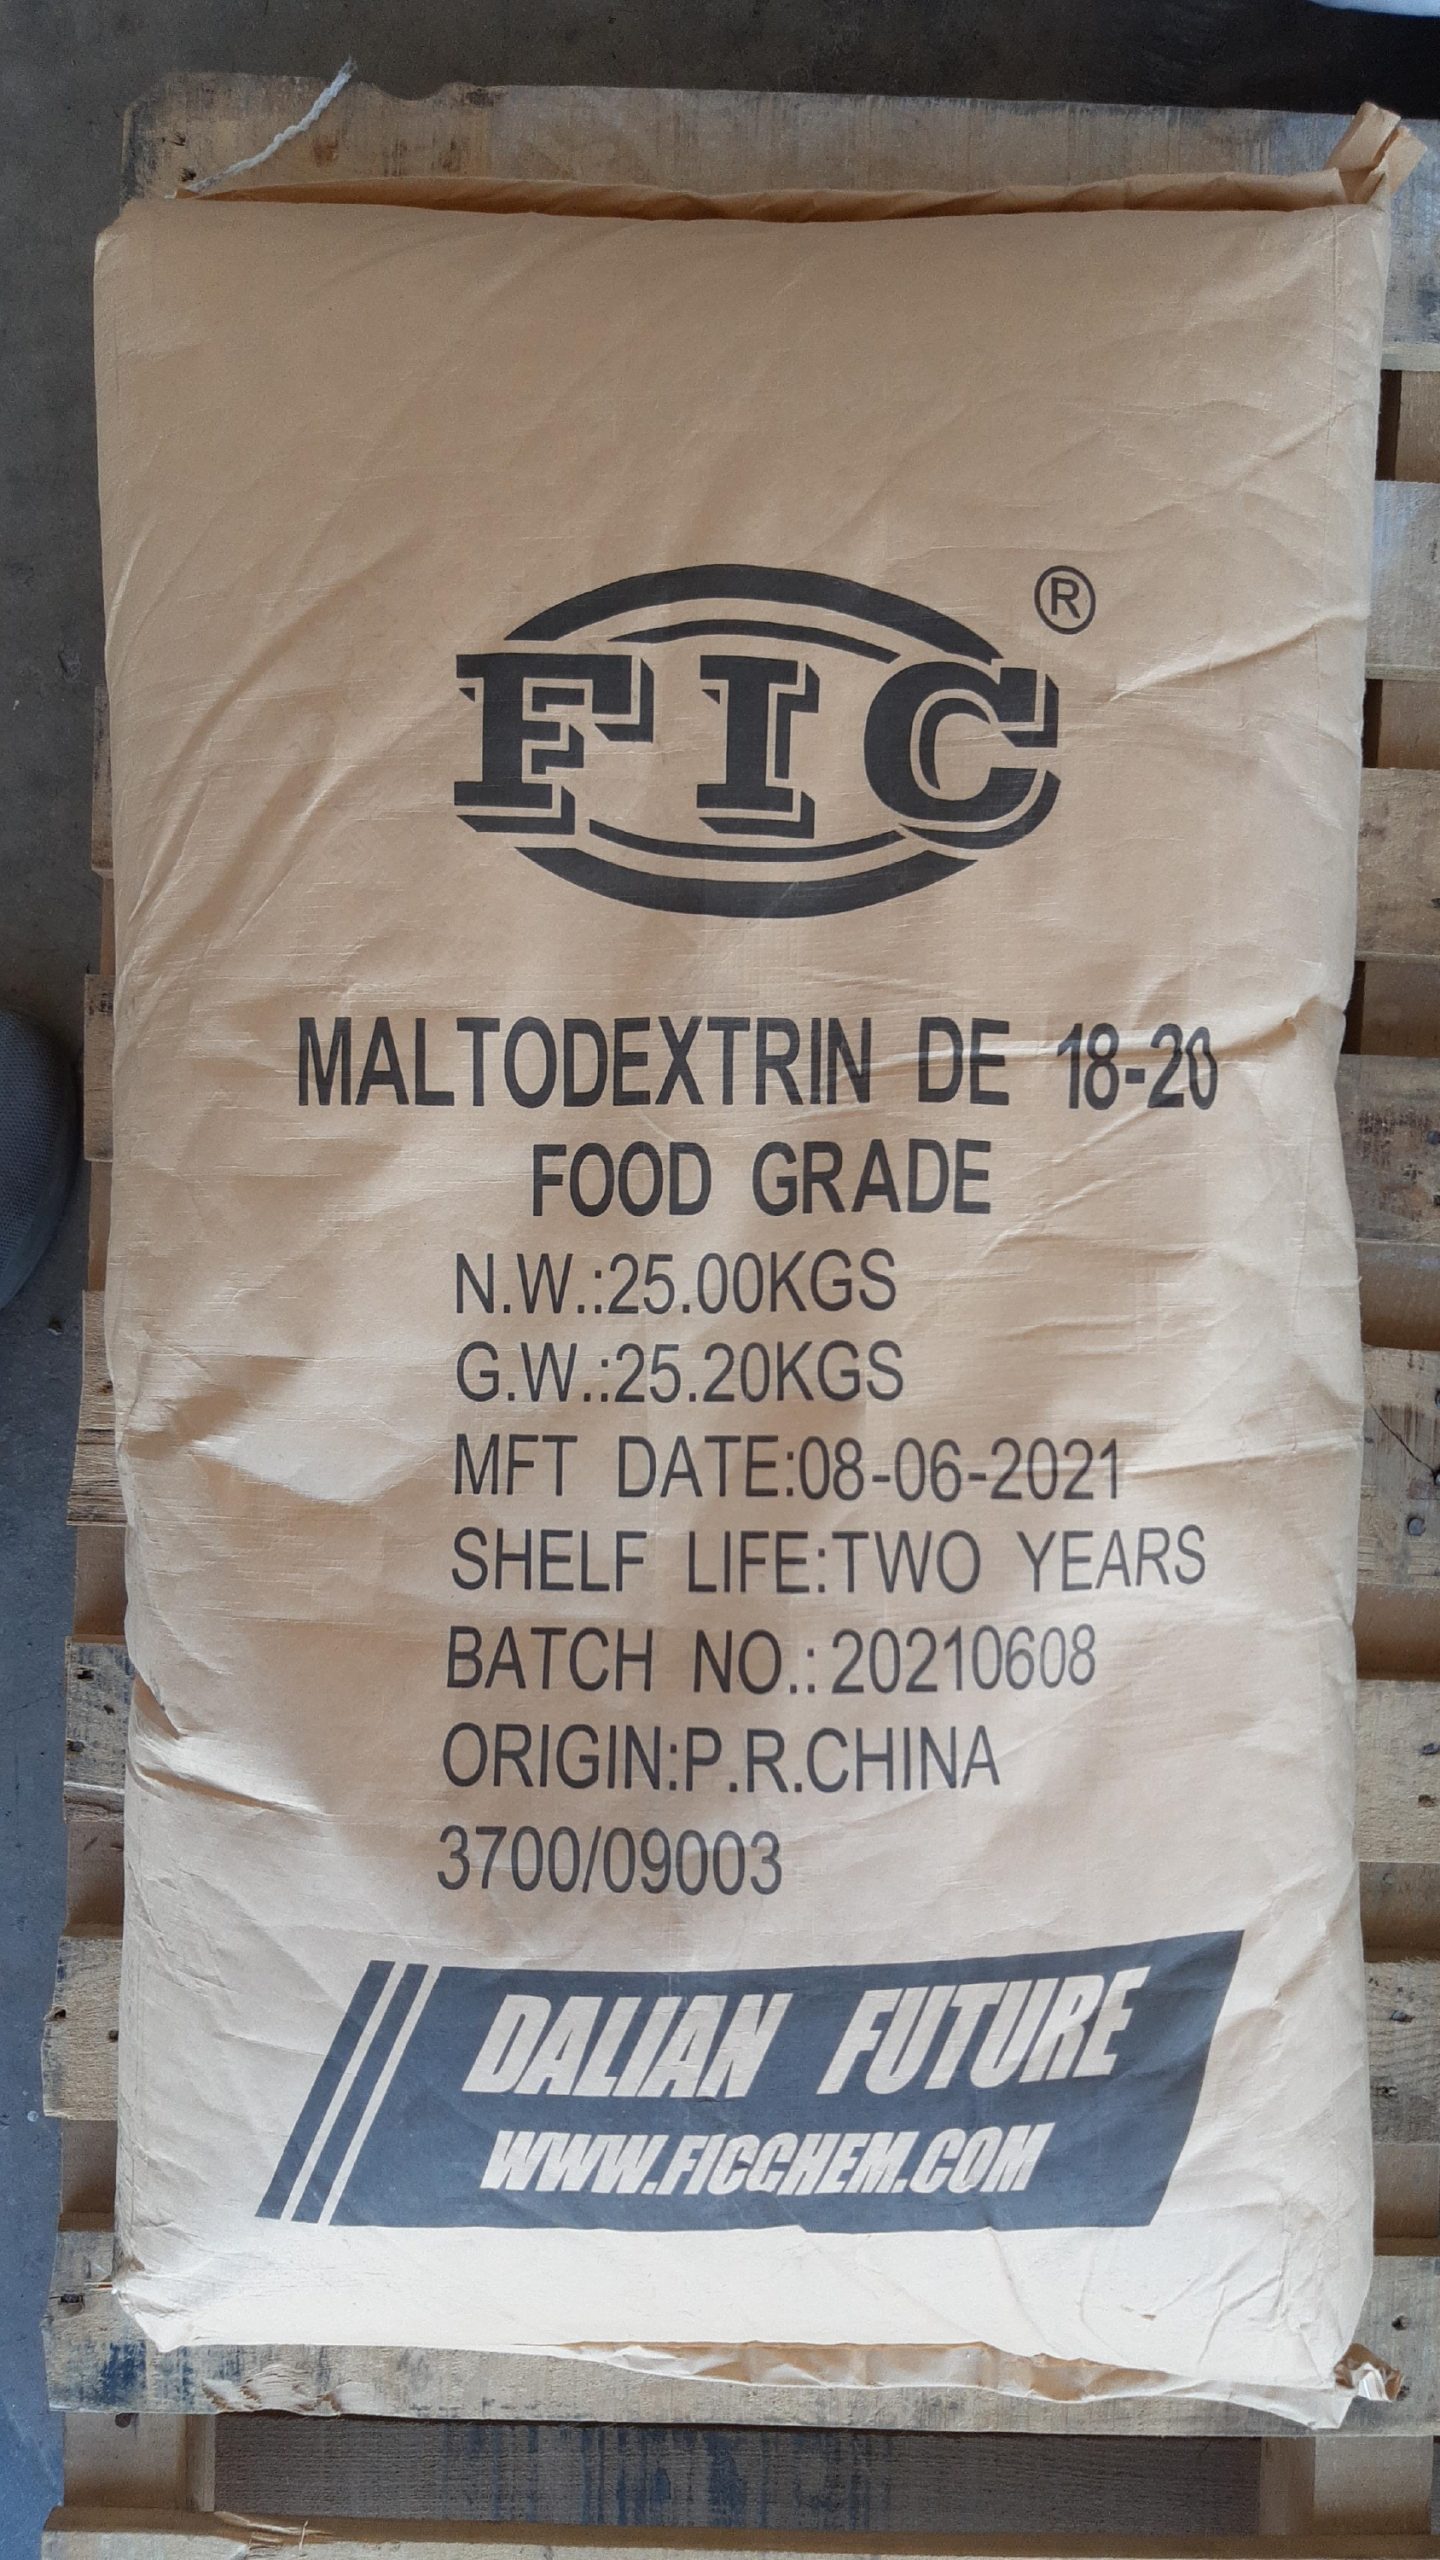 FIC®
MALTODEXTRIN DE 18-20
FOOD GRADE
N.W.:25.00KGS
G.W.:25.20KGS
MFT DATE:08-06-2021
SHELF LIFE:TWO YEARS
BATCH NO.:20210608
ORIGIN:P.R.CHINA
3700/09003
DALIAN FUTURE
WWW.FICCHEM.COM